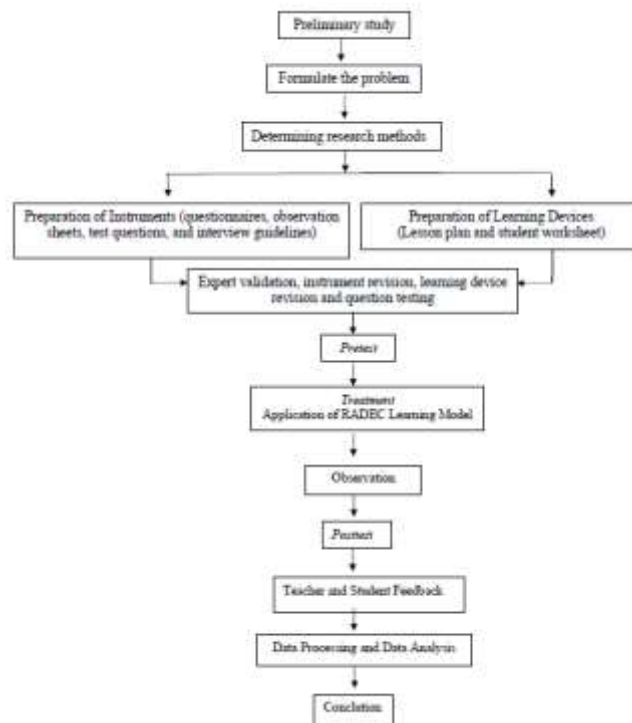 Preliminary study
Formulate the problem
Determining research methods
Preparation of Instruments (questionnaires, observation
sheets, test questions, and interview guidelines)
Preparation of Learning Devices
(Lesson plan and student worksheet)
Expert validation, instrument revision, learning device
revision and question testing
Pretest
Treatment
Application of RADEC Learning Model
Observation
Posttest
Teacher and Student Feedback
Data Processing and Data Analysis
Conclution